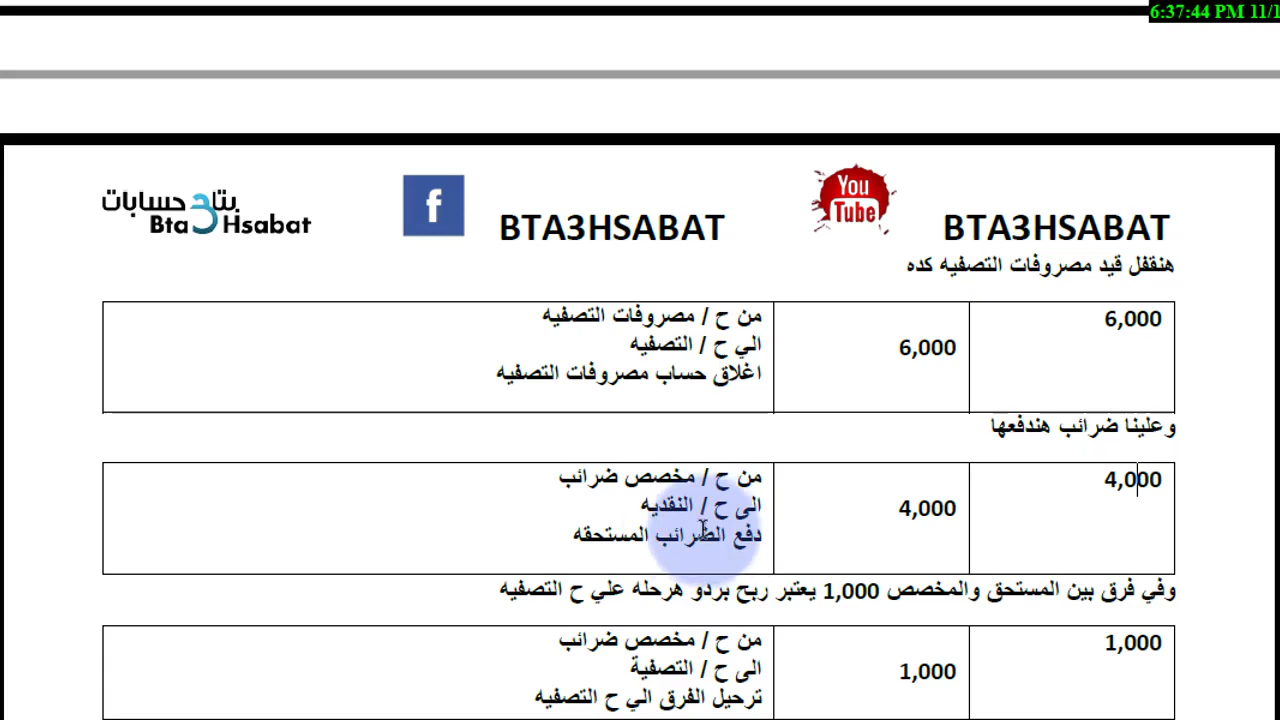 6:37:44 PM 11/1
بتاع حسابات
Bta Hsabat
f
BTA3HSABAT
You
Tube
BTA3HSABAT
هنقفل قيد مصروفات التصفيه كده
6,000
من ح / مصروفات التصفيه
6,000
الي ح / التصفيه
اغلاق حساب مصروفات التصفيه
وعلينا ضرائب هندفعها
4,000
من ح / مخصص ضرائب
4,000
الى ح / النقديه
دفع الضرائب المستحقه
وفي فرق بين المستحق والمخصص 1,000 يعتبر ربح بردو هرحله علي ح التصفيه
1,000
من ح / مخصص ضرائب
1,000
الى ح / التصفية
ترحيل الفرق الي ح التصفيه